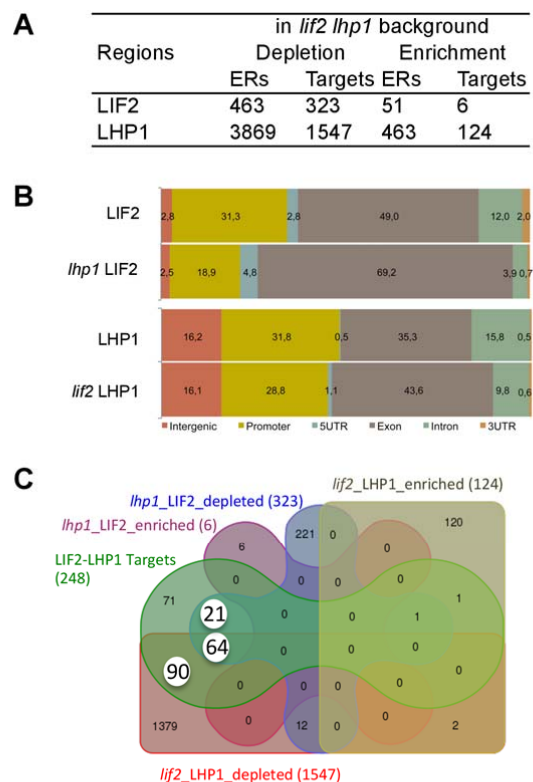 A
in lif2 lhp1 background
Regions Depletion Enrichment
ERs Targets ERs Targets
LIF2 463 323 51 6
LHP1 3869 1547 463 124
B
LIF2 2,8 31,3 2,8 49,0 12,0 2,0
lhp1 LIF2 2,5 18,9 4,8 69,2 3,9 0,7
LHP1 16,2 31,8 0,5 35,3 15,8 0,5
lif2 LHP1 16,1 28,8 1,1 43,6 9,8 0,6
Intergenic Promoter 5UTR Exon Intron 3UTR
C
lif2_LHP1_enriched (124)
lhp1_LIF2_depleted (323)
lhp1_LIF2_enriched (6)
LIF2-LHP1 Targets
(248)
120
221 0
6
0 0 0 0
71 1
21 0 0 1
64 0 0 0
90 0
0 0 0 0
1379 0 12 0 0 2
lif2_LHP1_depleted (1547)